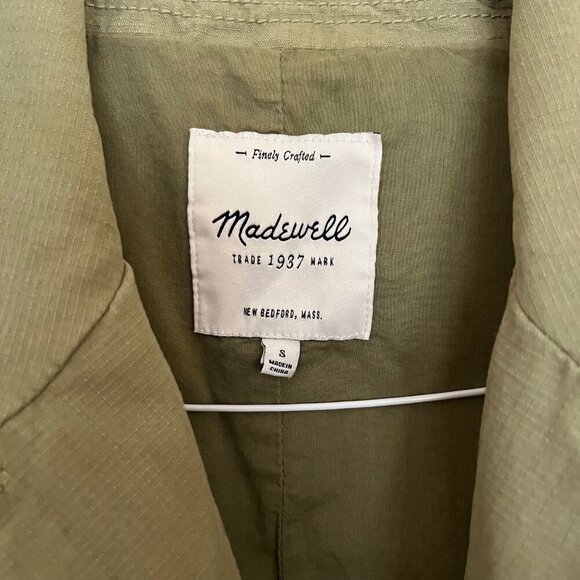 Finely Crafted
Madewell
TRADE 1937 MARK
NEW BEDFORD, MASS.
S
MADE IN
CHINA